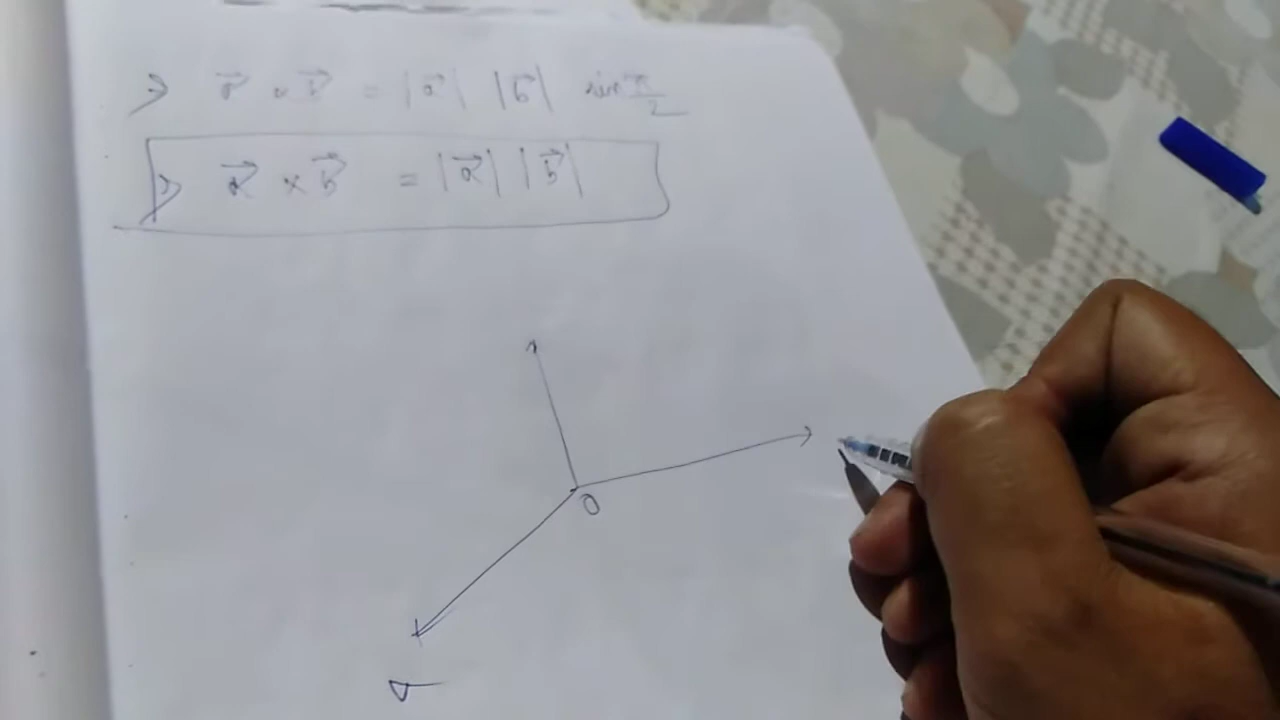 ⇒ a⃗ × b⃗ = |a⃗| |b⃗| sin π/2
⇒ a⃗ × b⃗ = |a⃗| |b⃗|
O